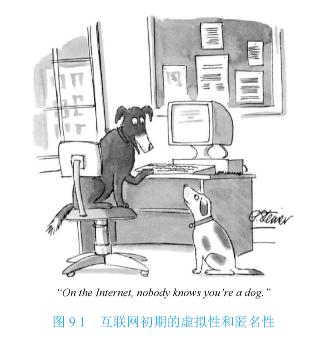 P. Steiner
“On the Internet, nobody knows you’re a dog.”
图 9.1 互联网初期的虚拟性和匿名性